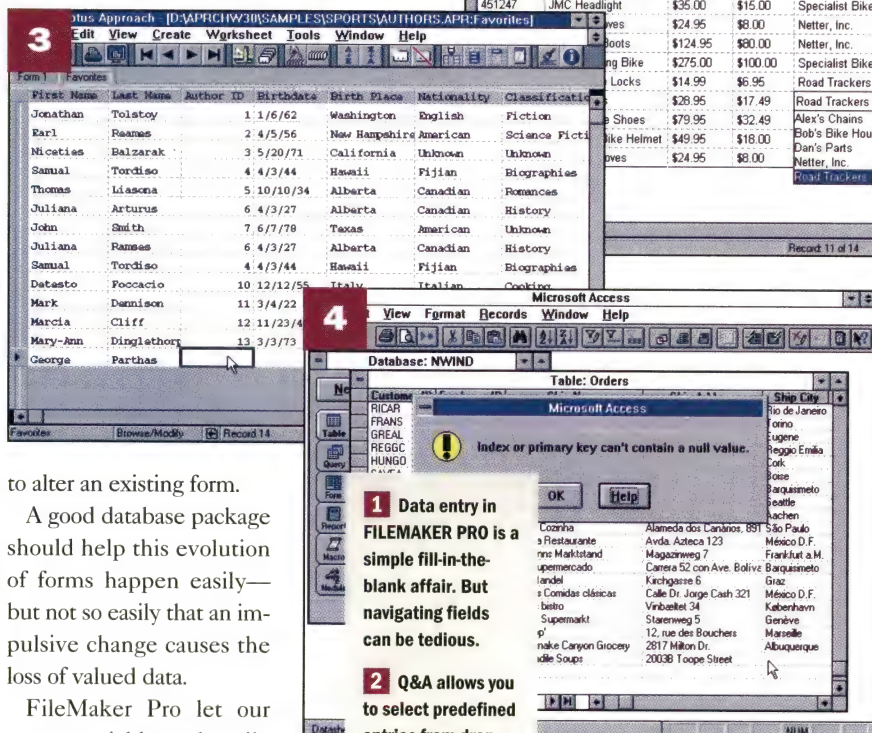 451247 JMC Headlight $35.00 $15.00 Specialist Bike
$24.95 $8.00 Netter, Inc.
Boots $124.95 $80.00 Netter, Inc.
Bike $275.00 $100.00 Specialist Bike
Locks $14.99 $6.95 Road Trackers
$28.95 $17.49 Road Trackers
Shoes $79.95 $32.49 Alex's Chains
Bike Helmet $49.95 $18.00 Bob's Bike Hou
Dan's Parts
$24.95 $8.00 Netter, Inc.
Road Trackers
Record: 11 of 14
3
Approach - [D:\APRCHW30\SAMPLES\SPORTS\AUTHORS.APR:Favorites]
Edit View Create Worksheet Tools Window Help
Form 1 Favorites
First Name Last Name Author ID Birthdate Birth Place Nationality Classificatio
Jonathan Tolstoy 1 1/6/62 Washington English Fiction
Earl Reames 2 4/5/56 New Hampshire American Science Ficti
Niceties Balzarak 3 5/20/71 California Unknown Unknown
Samual Tordiso 4 4/3/44 Hawaii Fijian Biographies
Thomas Liascna 5 10/10/34 Alberta Canadian Romances
Juliana Arturus 6 4/3/27 Alberta Canadian History
John Smith 7 6/7/78 Texas American Unknown
Juliana Ramses 6 4/3/27 Alberta Canadian History
Samual Tordiso 4 4/3/44 Hawaii Fijian Biographies
Detesto Foccacio 10 12/12/55 Italy Italian Cooking
Mark Dennison 11 3/4/22
Marcia Cliff 12 11/23/4
Mary-Ann Dinglethorp 13 3/3/73
George Parthas
Favorites Browse/Modify Record 14
4
Microsoft Access
View Format Records Window Help
Database: NWIND
Table: Orders
Ship City
Microsoft Access
Index or primary key can't contain a null value.
OK Help
Table
Query
Form
Report
Macro
Module
RICAR Rio de Janeiro
FRANS Torino
GREAL Eugene
REGGC Reggio Emilia
HUNGO Cork
Boise
Barquisimeto
Seattle
Aachen
Cozinha Alameda dos Canàrios, 891 São Paulo
Restaurante Avda. Azteca 123 México D.F.
Marktstand Magazinweg 7 Frankfurt a.M.
upermercado Carrera 52 con Ave. Bolíva Barquisimeto
andel Kirchgasse 6 Graz
Comidas clásicas Calle Dr. Jorge Cash 321 México D.F.
bistro Vinbæltet 34 København
Supermarkt Starenweg 5 Genève
12, rue des Bouchers Marseille
nake Canyon Grocery 2817 Milton Dr. Albuquerque
dile Soups 2003B Toope Street
NUM
to alter an existing form.
A good database package
should help this evolution
of forms happen easily—
but not so easily that an im-
pulsive change causes the
loss of valued data.
FileMaker Pro let our
1 Data entry in
FILEMAKER PRO is a
simple fill-in-the-
blank affair. But
navigating fields
can be tedious.
2 Q&A allows you
to select predefined